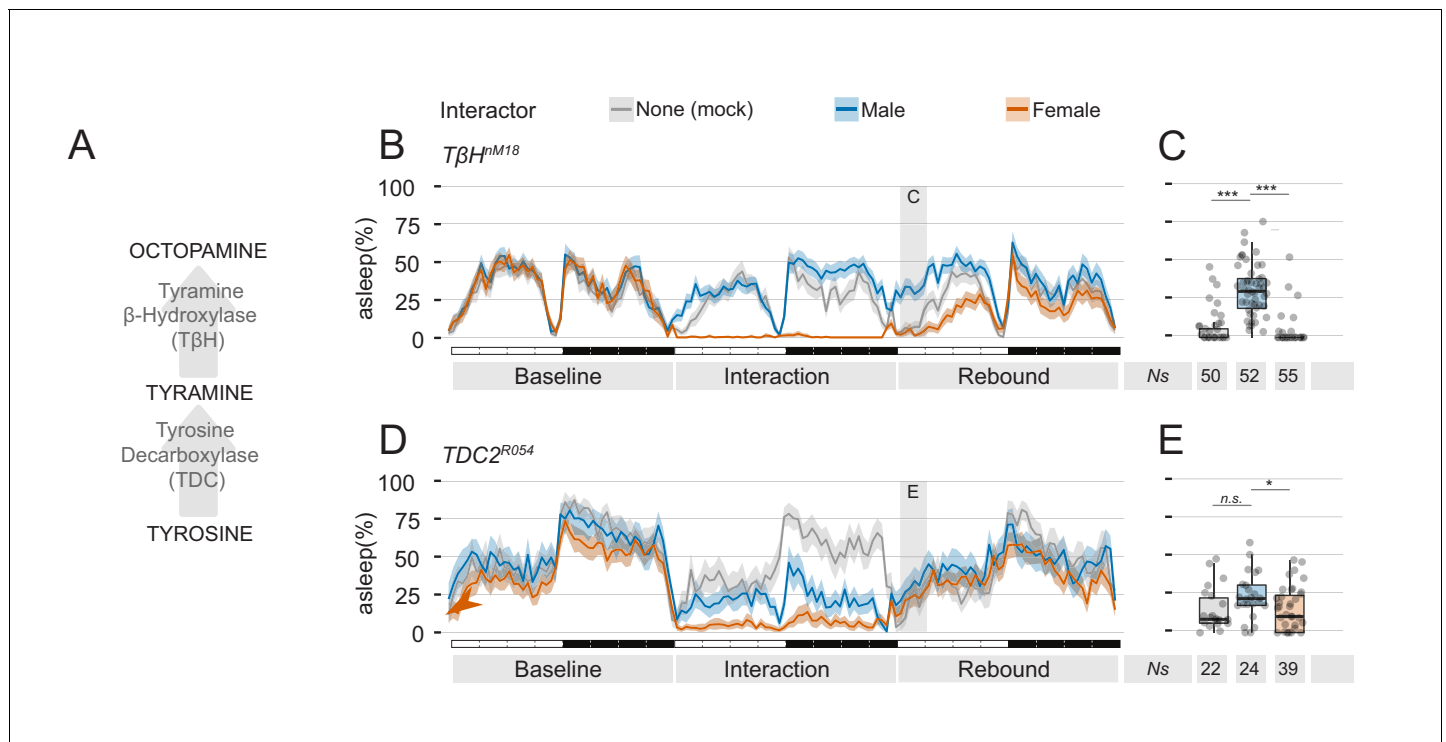 Interactor
None (mock)
Male
Female
A
OCTOPAMINE
Tyramine
β-Hydroxylase
(TβH)
TYRAMINE
Tyrosine
Decarboxylase
(TDC)
TYROSINE
B
TβHⁿᴹ¹⁸
asleep(%)
100
75
50
25
0
C
Baseline
Interaction
Rebound
C
***
***
Ns
50
52
55
D
TDC2ᴿ⁰⁵⁴
asleep(%)
100
75
50
25
0
E
Baseline
Interaction
Rebound
E
n.s.
*
Ns
22
24
39